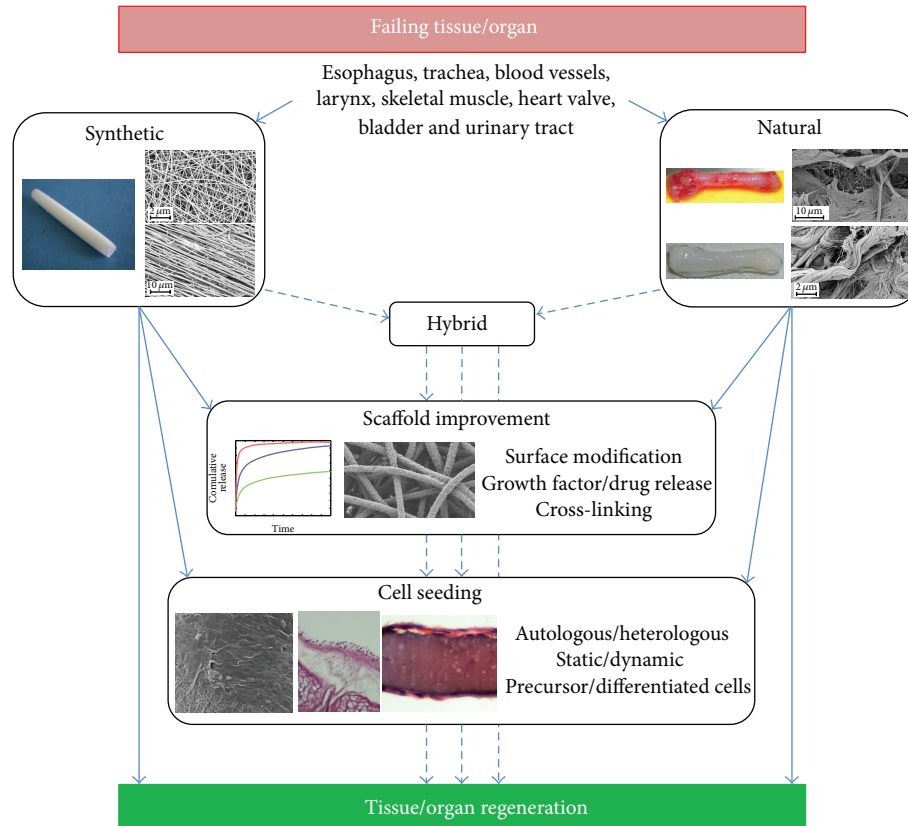 Failing tissue/organ
Esophagus, trachea, blood vessels,
larynx, skeletal muscle, heart valve,
bladder and urinary tract
Synthetic
2 μm
10 μm
Natural
10 μm
2 μm
Hybrid
Scaffold improvement
Comulative
release
Time
Surface modification
Growth factor/drug release
Cross-linking
Cell seeding
Autologous/heterologous
Static/dynamic
Precursor/differentiated cells
Tissue/organ regeneration